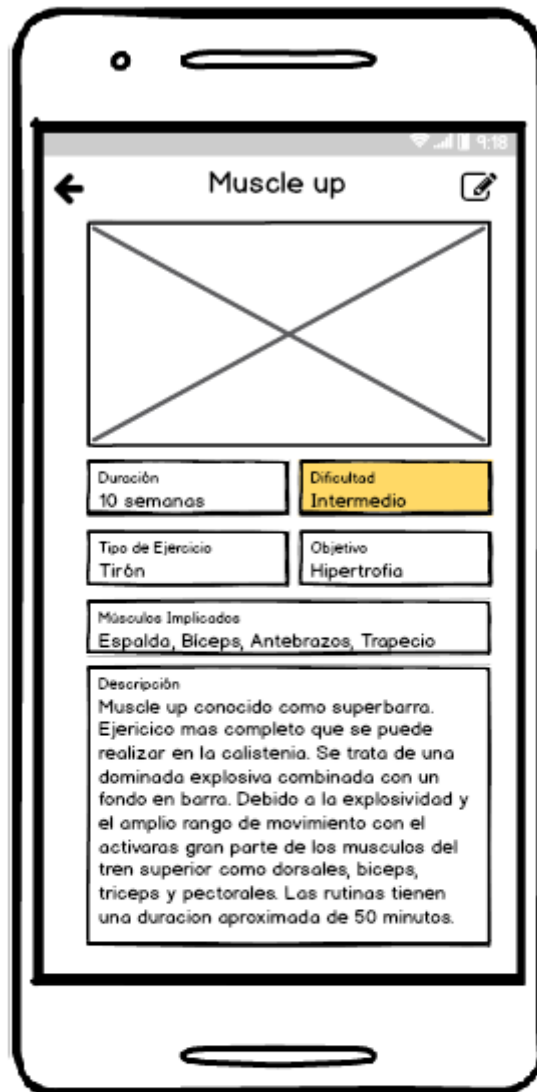 9:18
Muscle up
Duración
10 semanas
Dificultad
Intermedio
Tipo de Ejercicio
Tirón
Objetivo
Hipertrofia
Músculos Implicados
Espalda, Bíceps, Antebrazos, Trapecio
Descripción
Muscle up conocido como superbarra.
Ejericico mas completo que se puede
realizar en la calistenia. Se trata de una
dominada explosiva combinada con un
fondo en barra. Debido a la explosividad y
el amplio rango de movimiento con el
activaras gran parte de los musculos del
tren superior como dorsales, biceps,
triceps y pectorales. Las rutinas tienen
una duracion aproximada de 50 minutos.